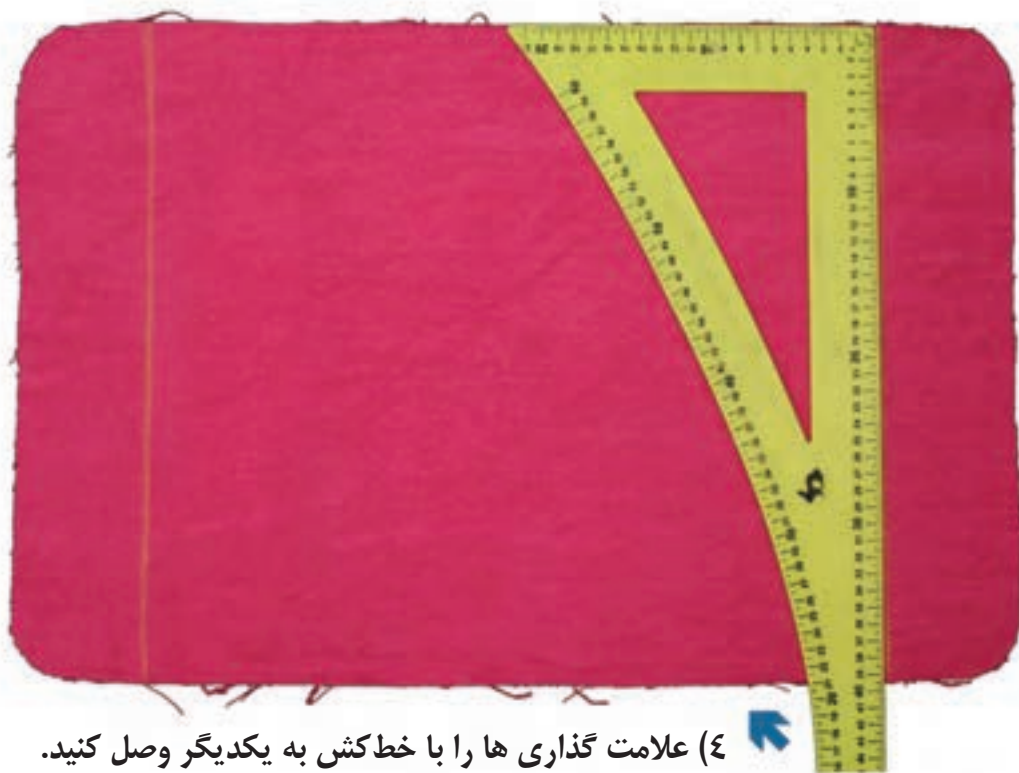 ٤) علامت گذاری ها را با خط‌کش به یکدیگر وصل کنید.